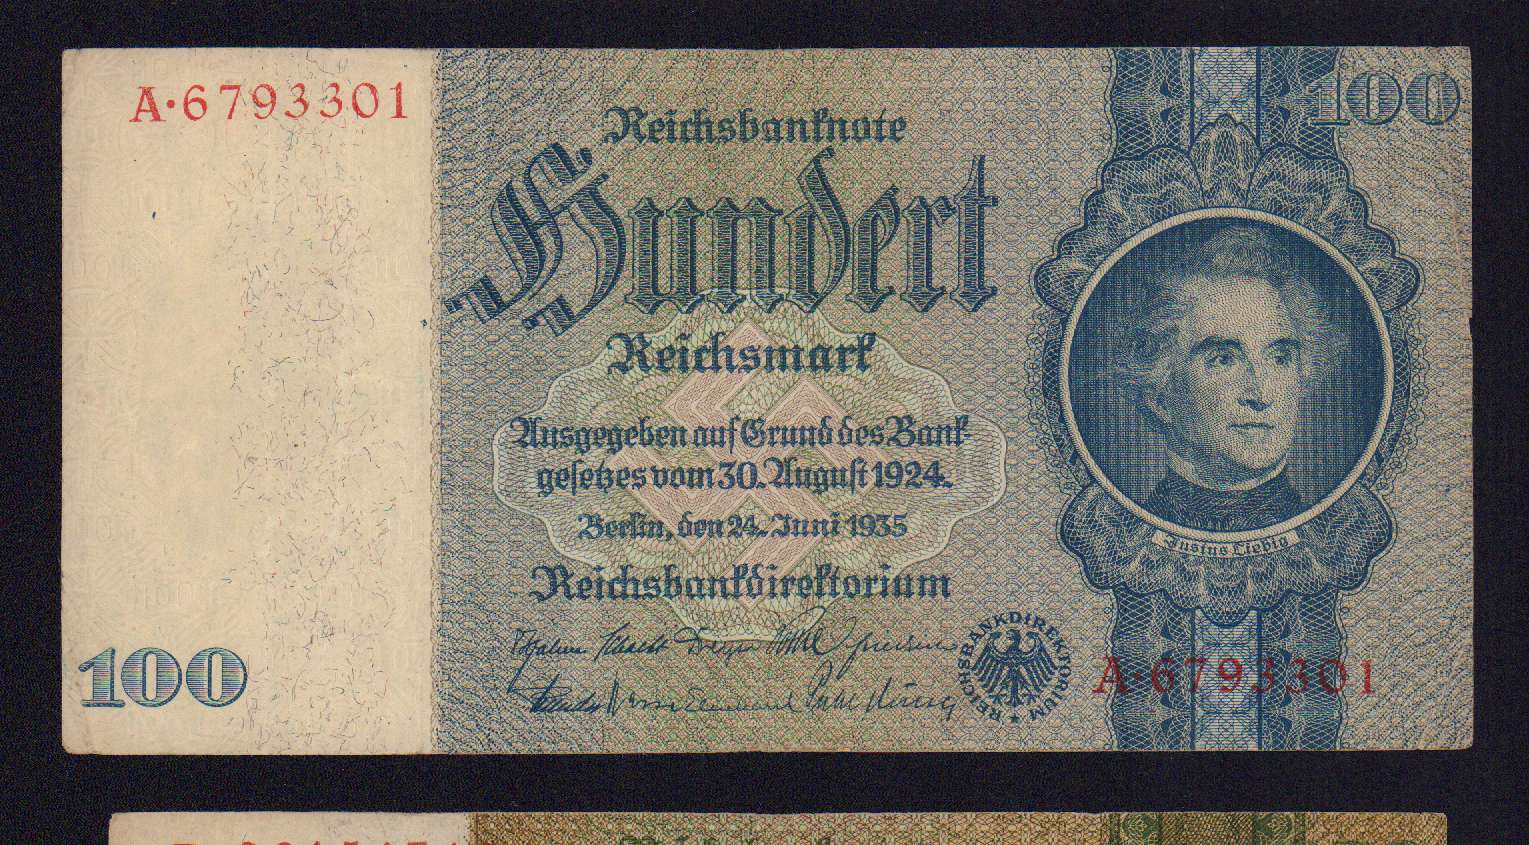 A·6793301
100
Reichsbanknote
Hundert
Reichsmark
Ausgegeben auf Grund des Bank-
gesetzes vom 30. August 1924.
Berlin, den 24. Juni 1935
Reichsbankdirektorium
REICHSBANKDIREKTORIUM
Justus Liebig
A·6793301
100